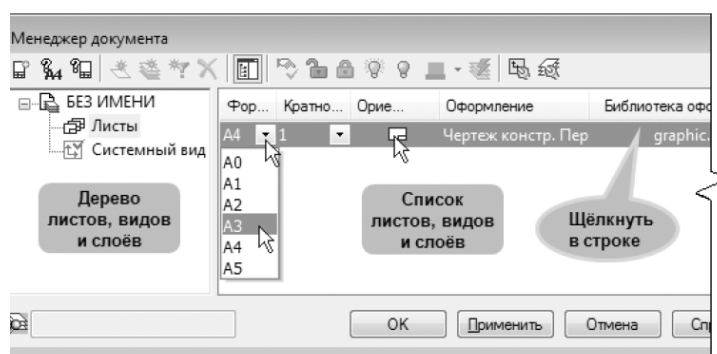 Менеджер документа
A4
БЕЗ ИМЕНИ
Листы
Системный вид
Фор... Кратно... Орие... Оформление Библиотека офо
A4 1 Чертеж констр. Пер graphic.
A0
A1
A2
A3
A4
A5
Дерево
листов, видов
и слоёв
Список
листов, видов
и слоёв
Щёлкнуть
в строке
OK Применить Отмена Спр